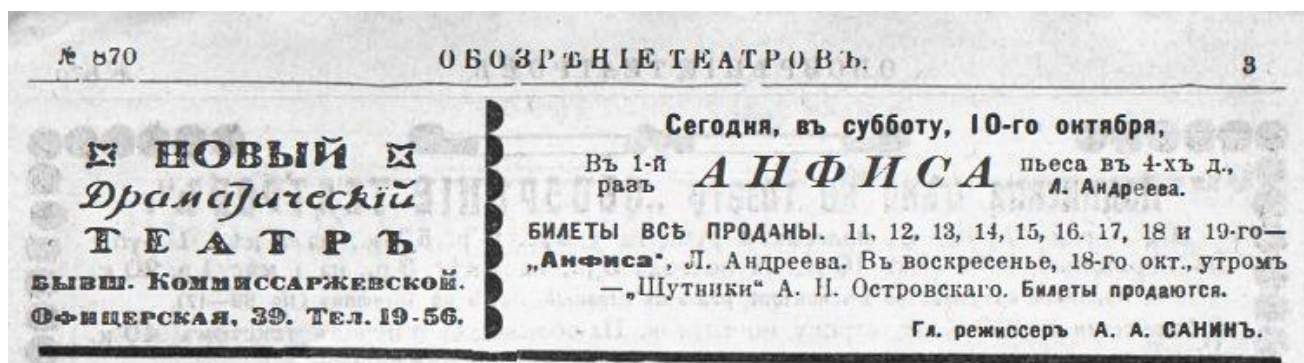 № 870 ОБОЗРѢНІЕ ТЕАТРОВЪ. 3
НОВЫЙ
Драматическій
ТЕАТРЪ
БЫВШ. КОММИССАРЖЕВСКОЙ.
ОФИЦЕРСКАЯ, 39. ТЕЛ. 19-56.
Сегодня, въ субботу, 10-го октября,
Въ 1-й разъ АНФИСА пьеса въ 4-хъ д., Л. Андреева.
БИЛЕТЫ ВСѢ ПРОДАНЫ. 11, 12, 13, 14, 15, 16. 17, 18 и 19-го—
„Анфиса“, Л. Андреева. Въ воскресенье, 18-го окт., утромъ
—„Шутники“ А. Н. Островскаго. Билеты продаются.
Гл. режиссеръ А. А. САНИНЪ.